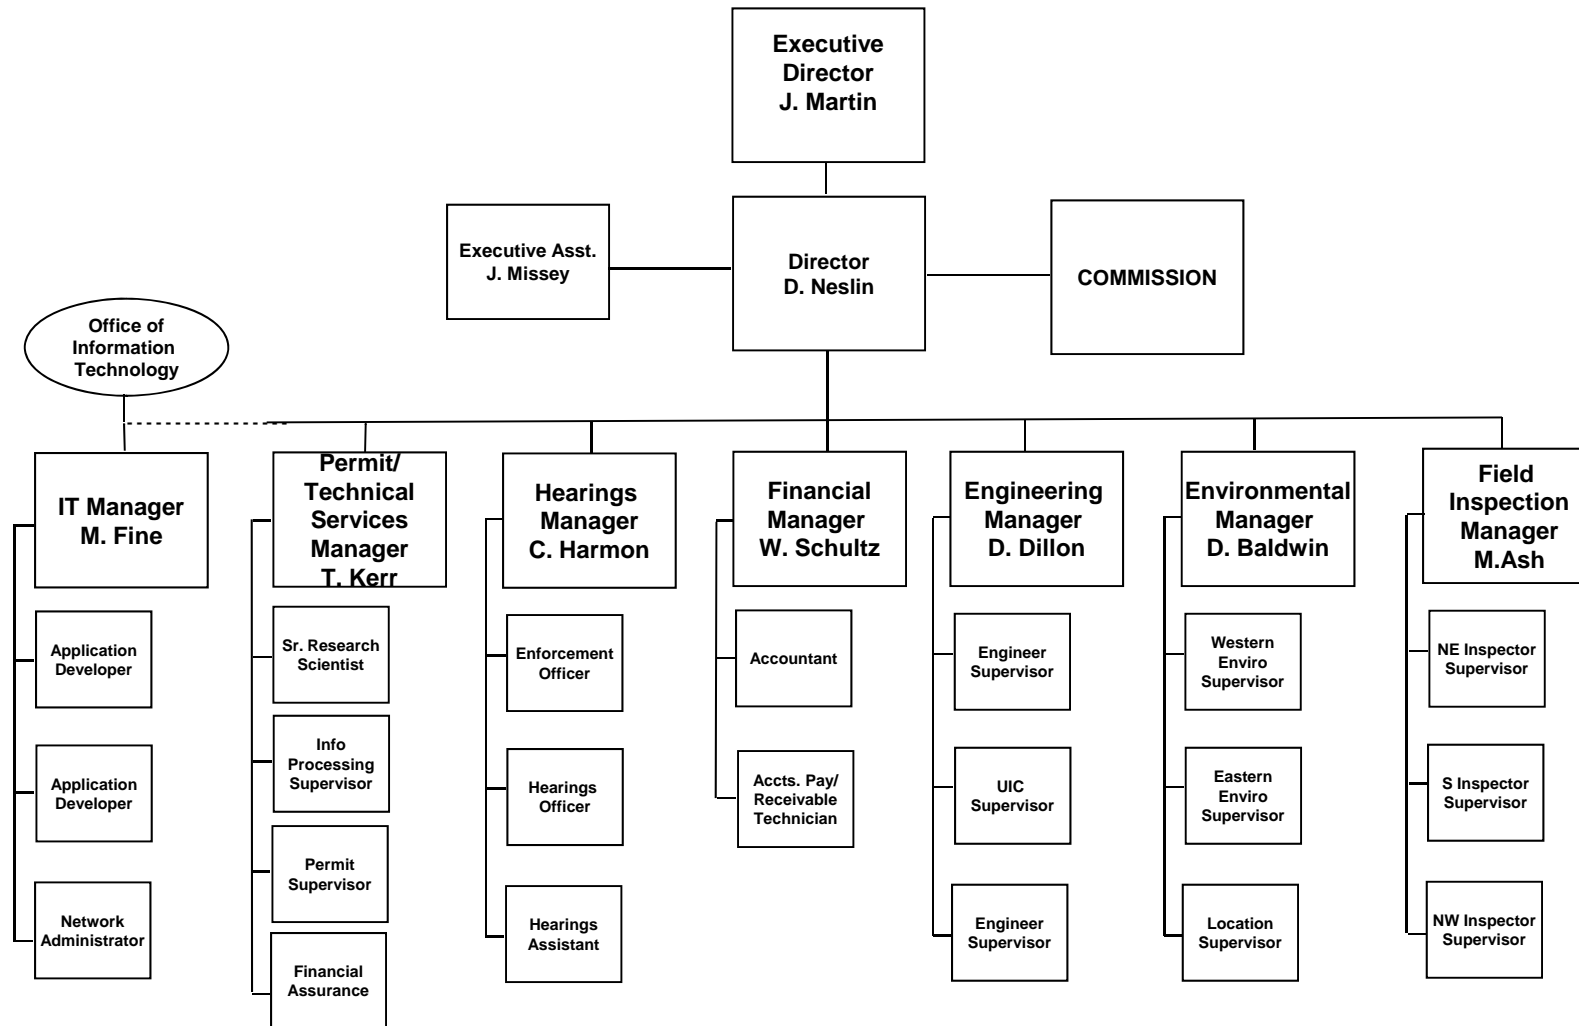 Executive
Director
J. Martin
Executive Asst.
J. Missey
Director
D. Neslin
COMMISSION
Office of
Information
Technology
IT Manager
M. Fine
Permit/
Technical
Services
Manager
T. Kerr
Hearings
Manager
C. Harmon
Financial
Manager
W. Schultz
Engineering
Manager
D. Dillon
Environmental
Manager
D. Baldwin
Field
Inspection
Manager
M.Ash
Application
Developer
Application
Developer
Network
Administrator
Sr. Research
Scientist
Info
Processing
Supervisor
Permit
Supervisor
Financial
Assurance
Enforcement
Officer
Hearings
Officer
Hearings
Assistant
Accountant
Accts. Pay/
Receivable
Technician
Engineer
Supervisor
UIC
Supervisor
Engineer
Supervisor
Western
Enviro
Supervisor
Eastern
Enviro
Supervisor
Location
Supervisor
NE Inspector
Supervisor
S Inspector
Supervisor
NW Inspector
Supervisor